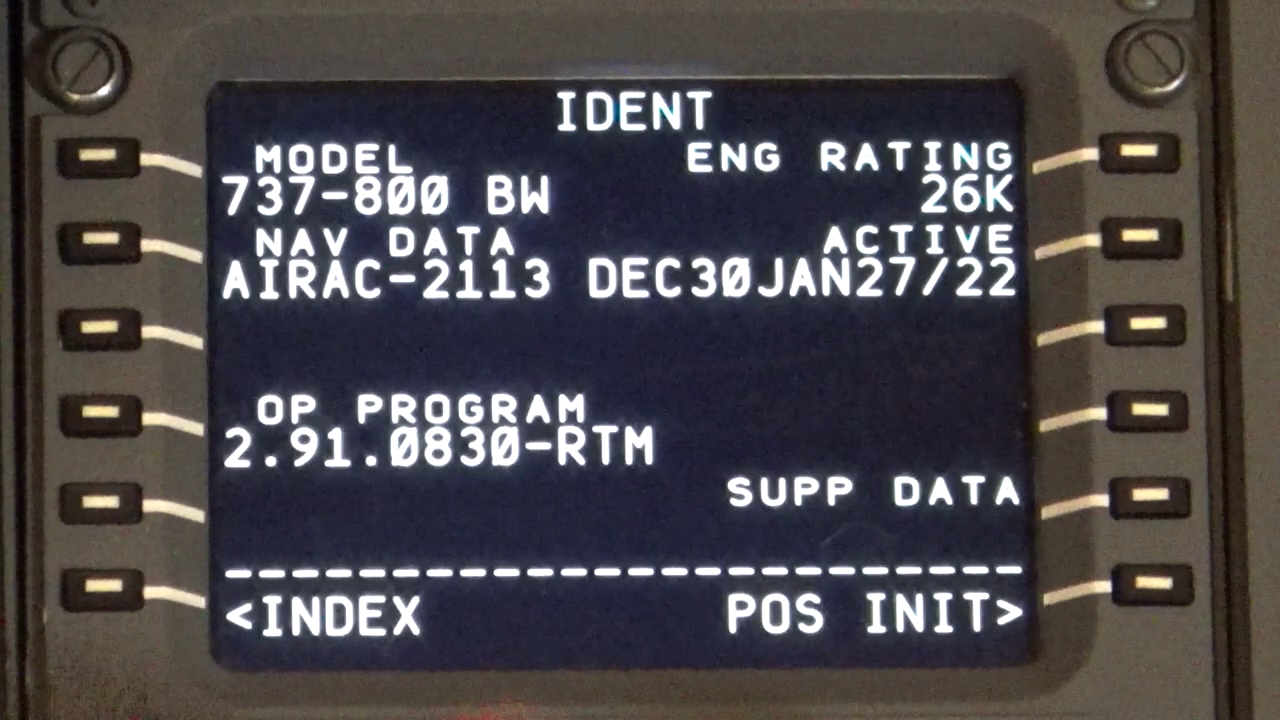 IDENT
MODEL ENG RATING
737-800 BW 26K
NAV DATA ACTIVE
AIRAC-2113 DEC30JAN27/22
OP PROGRAM
2.91.0830-RTM
SUPP DATA
------------------------
<INDEX POS INIT>